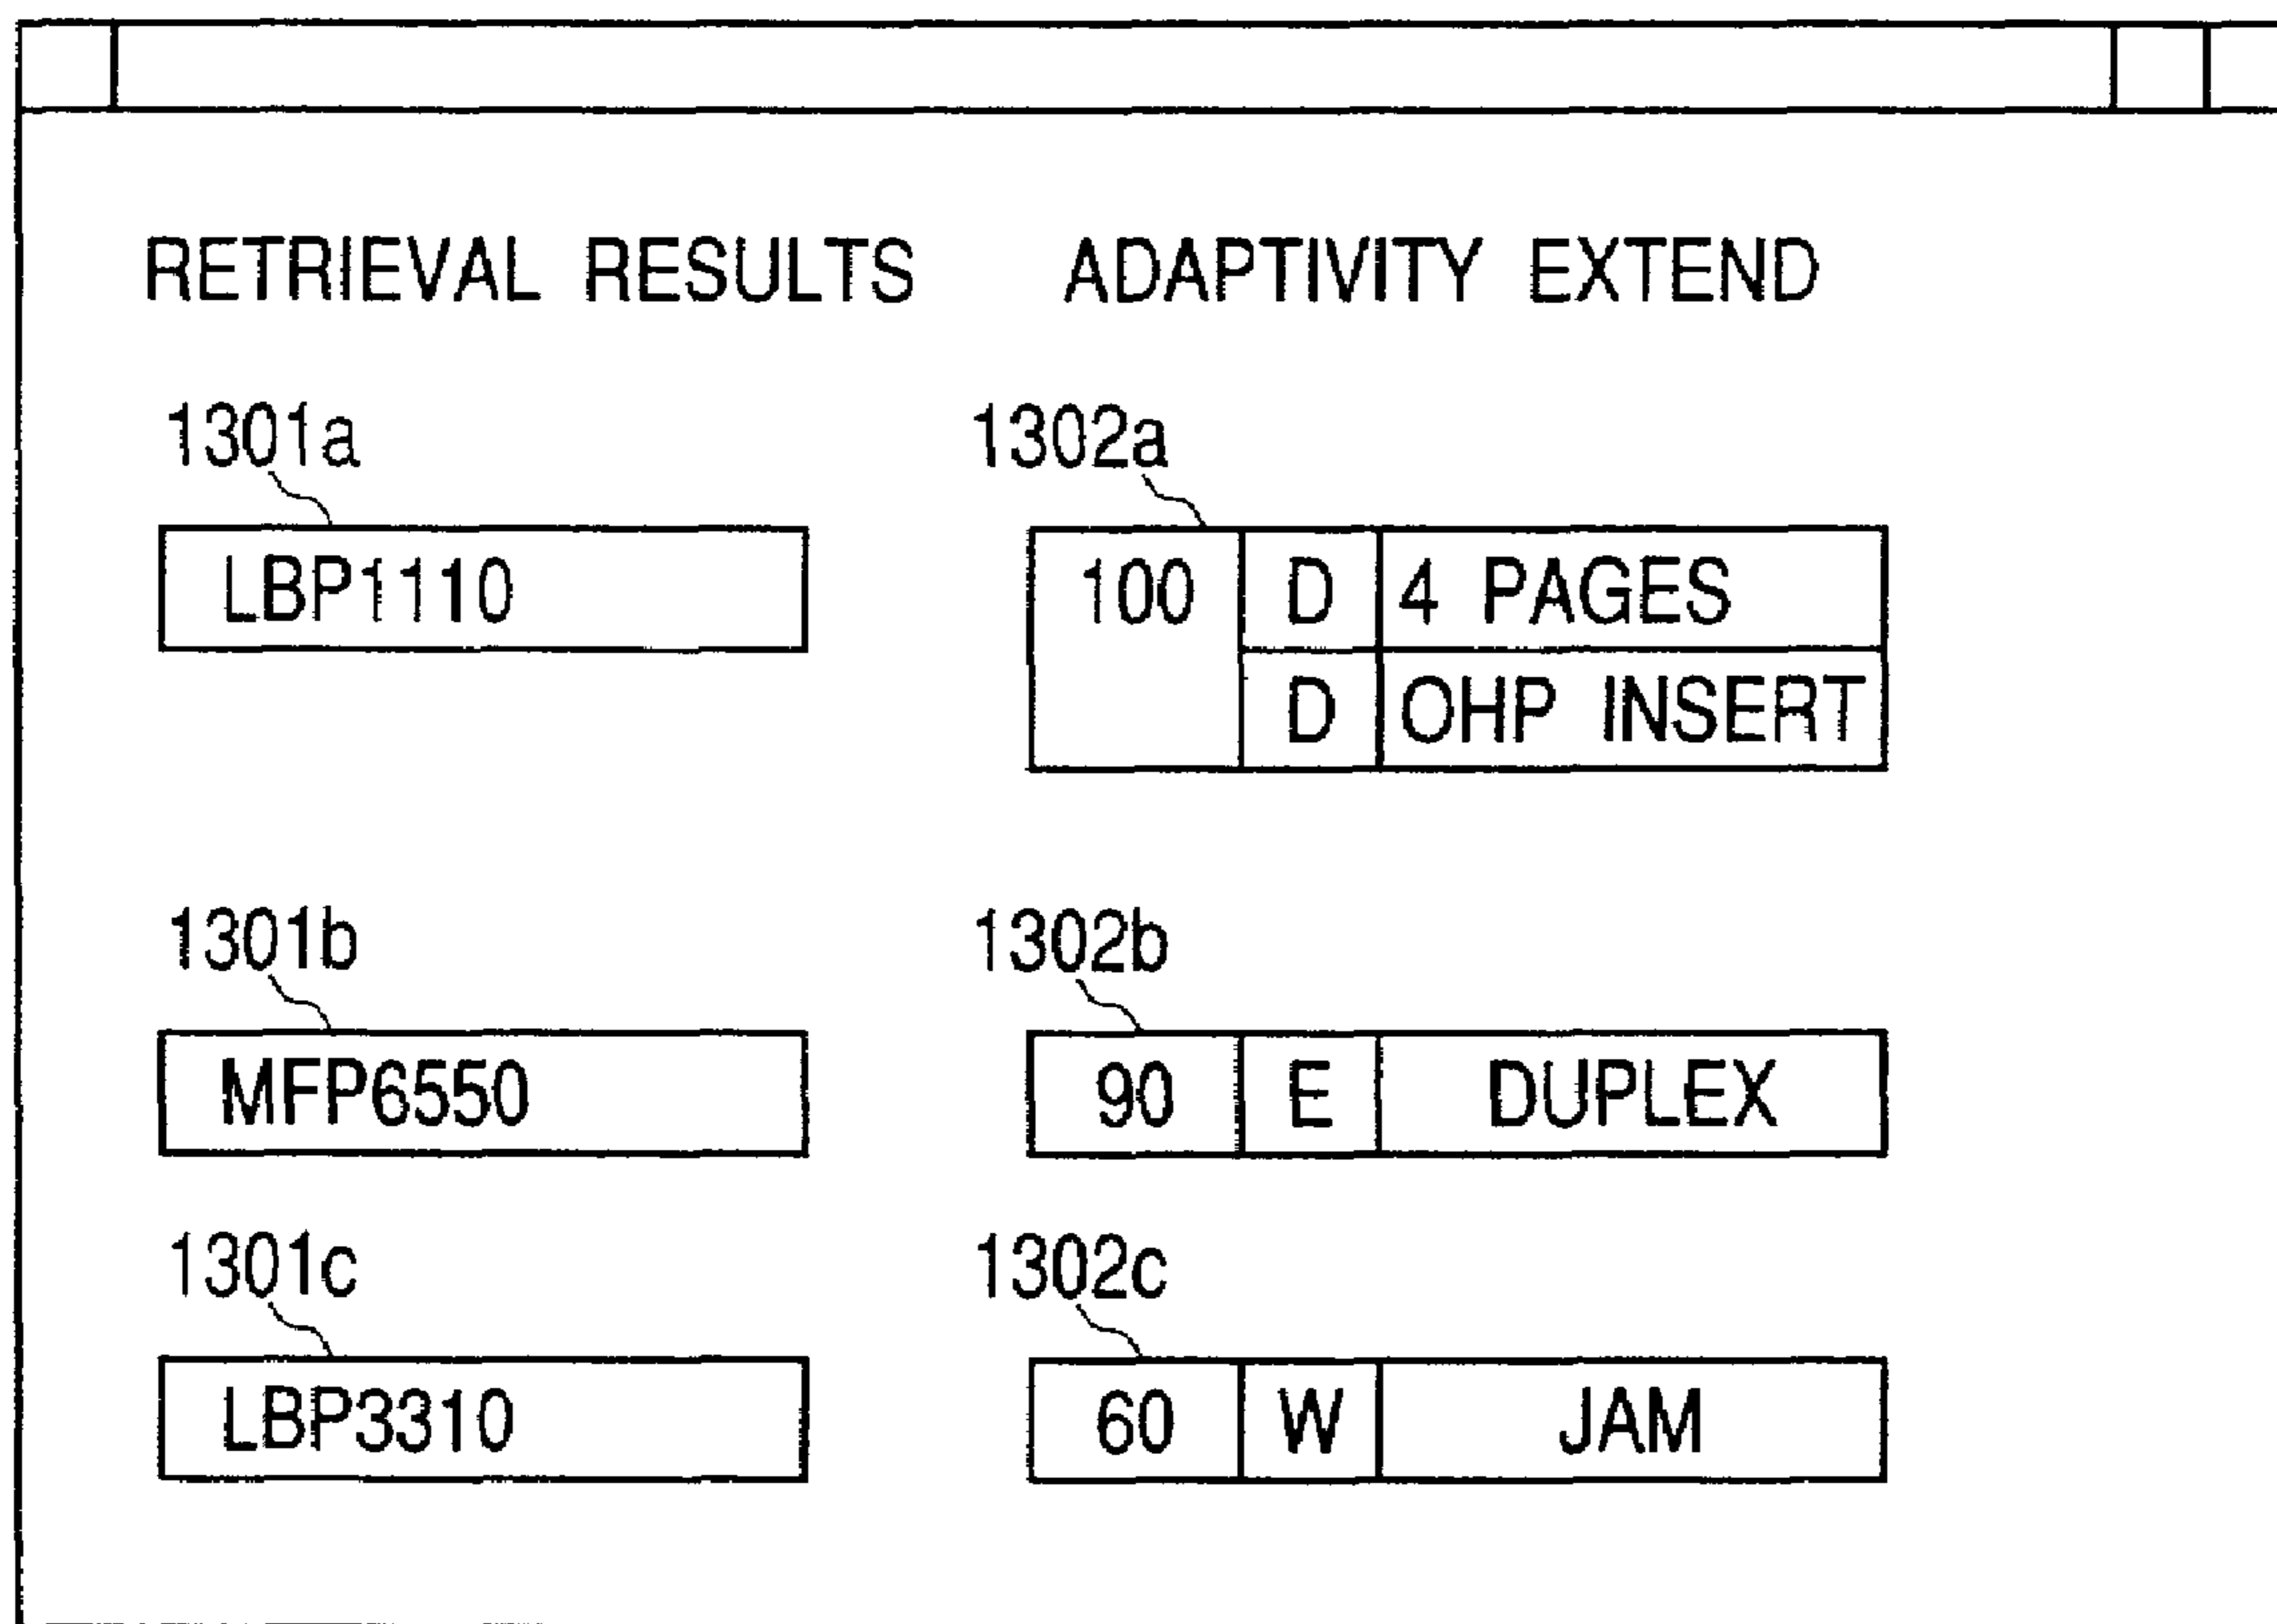 RETRIEVAL RESULTS ADAPTIVITY EXTEND
1301a 1302a
LBP1110 100 D 4 PAGES
D OHP INSERT
1301b 1302b
MFP6550 90 E DUPLEX
1301c 1302c
LBP3310 60 W JAM